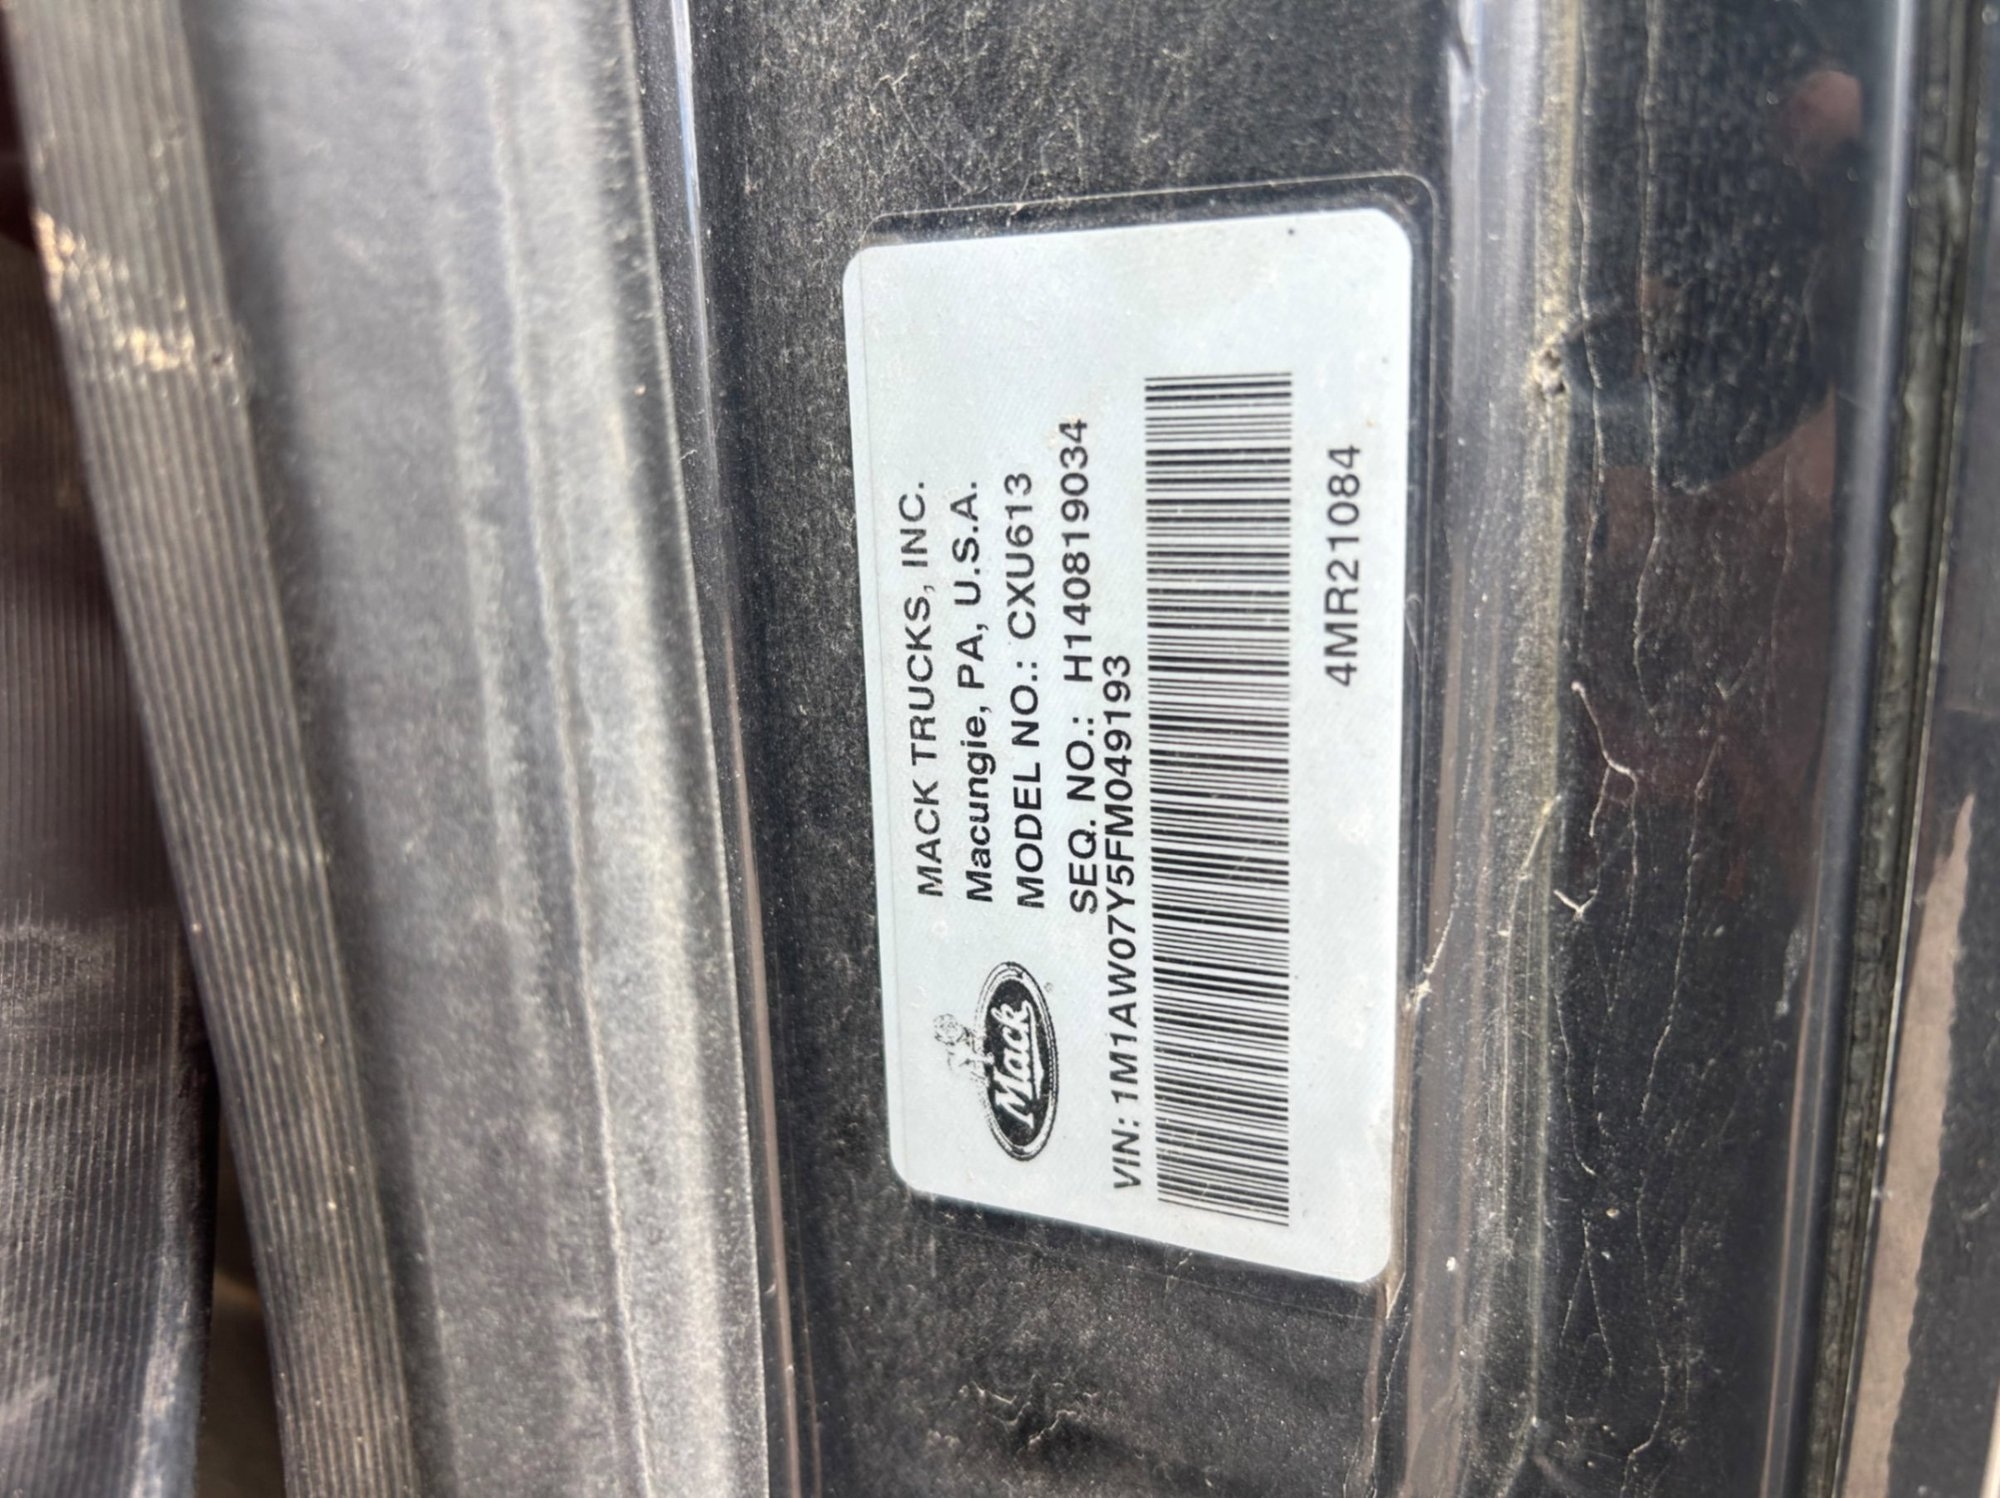 MACK TRUCKS, INC.
Macungie, PA, U.S.A.
MODEL NO.: CXU613
SEQ. NO.: H140819034
Mack
VIN: 1M1AW07Y5FM049193
4MR21084